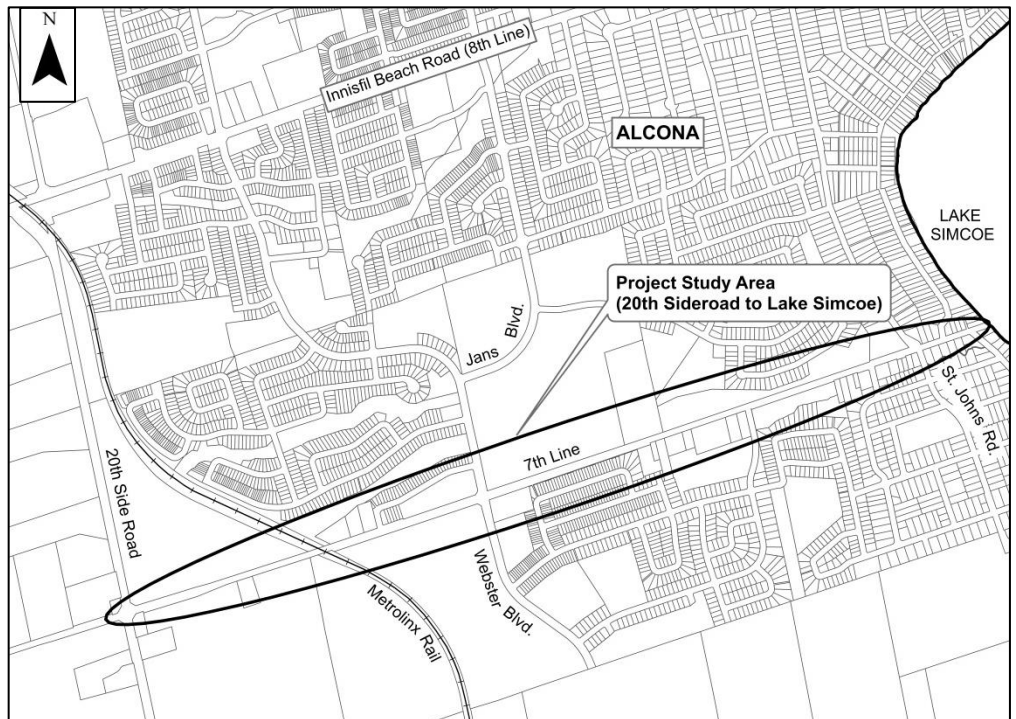 N
Innisfil Beach Road (8th Line)
ALCONA
LAKE
SIMCOE
Project Study Area
(20th Sideroad to Lake Simcoe)
Jans Blvd.
St. Johns Rd.
7th Line
20th Side Road
Webster Blvd.
Metrolinx Rail